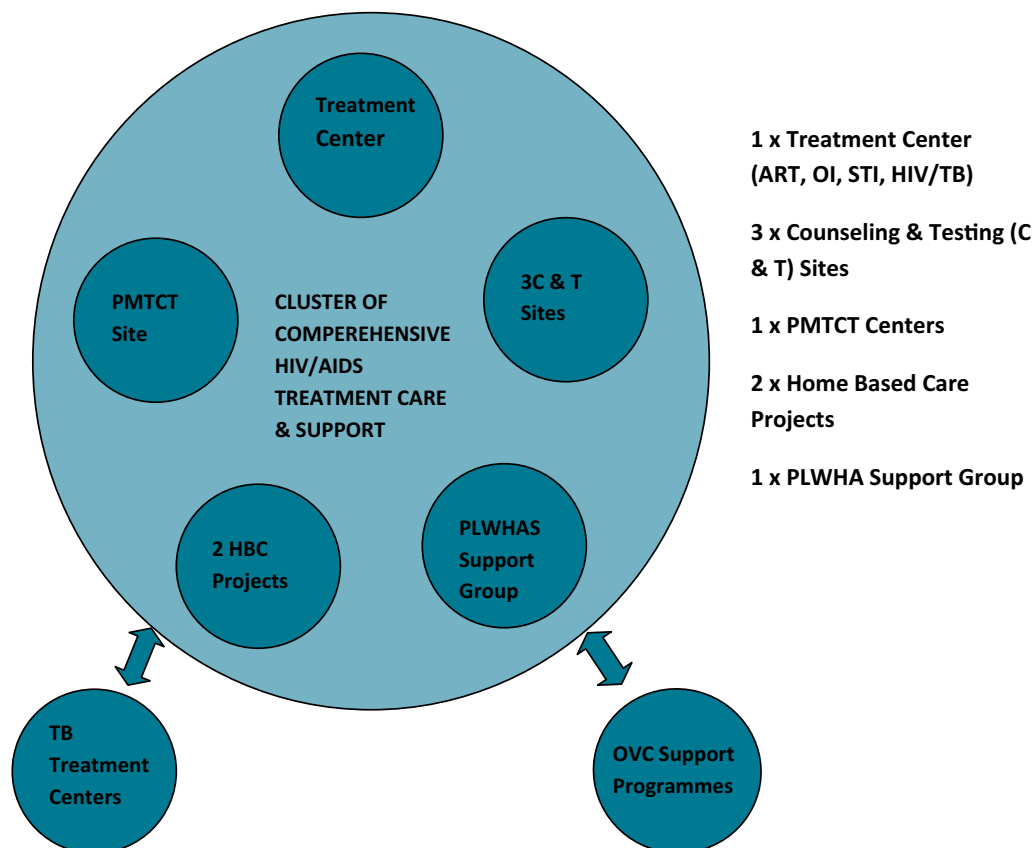 Treatment
Center
PMTCT
Site
CLUSTER OF
COMPEREHENSIVE
HIV/AIDS
TREATMENT CARE
& SUPPORT
3C & T
Sites
2 HBC
Projects
PLWHAS
Support
Group
TB
Treatment
Centers
OVC Support
Programmes
1 x Treatment Center
(ART, OI, STI, HIV/TB)
3 x Counseling & Testing (C
& T) Sites
1 x PMTCT Centers
2 x Home Based Care
Projects
1 x PLWHA Support Group